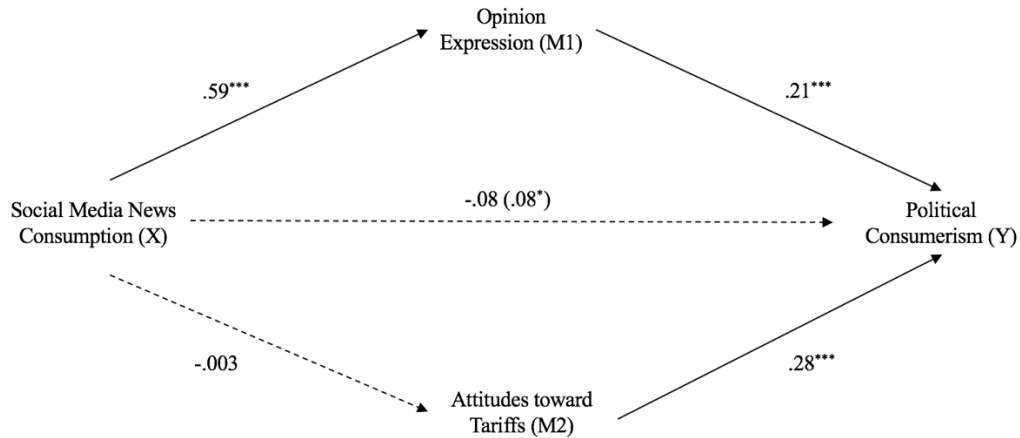 Opinion
Expression (M1)
.59***
.21***
Social Media News
Consumption (X)
-.08 (.08*)
Political
Consumerism (Y)
-.003
.28***
Attitudes toward
Tariffs (M2)